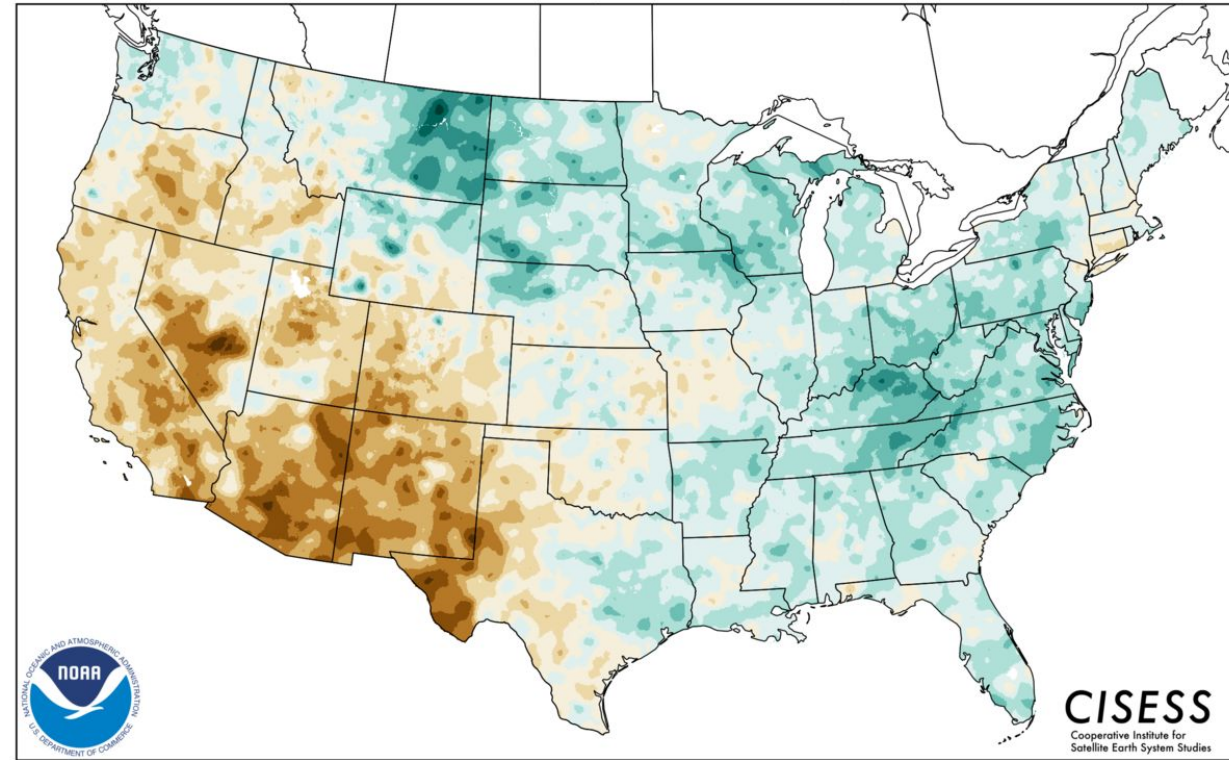 NATIONAL OCEANIC AND ATMOSPHERIC ADMINISTRATION
NOAA
U.S. DEPARTMENT OF COMMERCE
CISESS
Cooperative Institute for
Satellite Earth System Studies